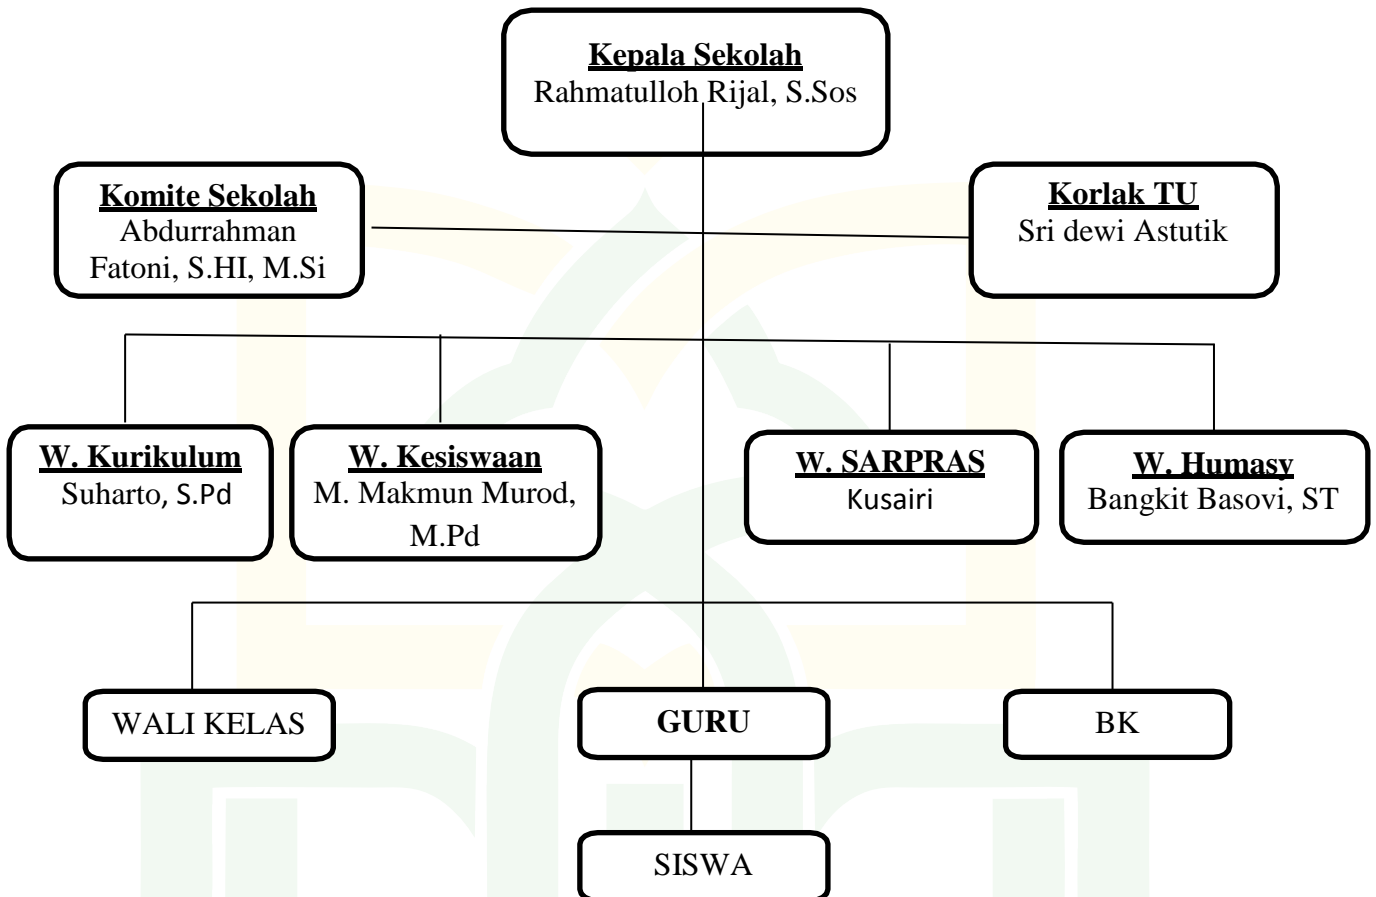 Kepala Sekolah
Rahmatulloh Rijal, S.Sos
Komite Sekolah
Abdurrahman
Fatoni, S.HI, M.Si
Korlak TU
Sri dewi Astutik
W. Kurikulum
Suharto, S.Pd
W. Kesiswaan
M. Makmun Murod,
M.Pd
W. SARPRAS
Kusairi
W. Humasy
Bangkit Basovi, ST
WALI KELAS
GURU
BK
SISWA